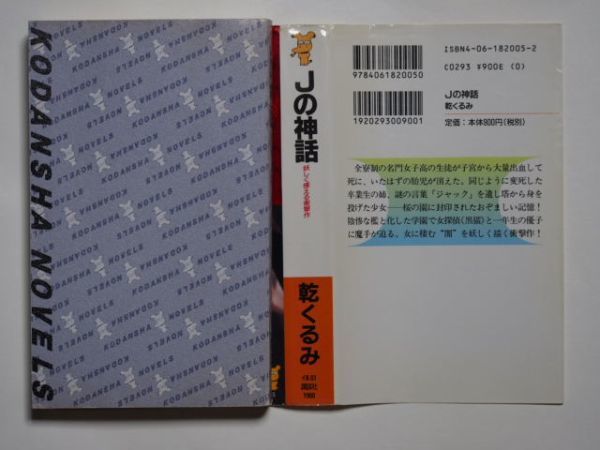 KODANSHA NOVELS
Jの神話
妖しく捕える衝撃作
乾くるみ
講談社
ISBN4-06-182005-2
C0293 ¥900E (0)
9784061820050
1920293009001
Jの神話
乾くるみ
定価:本体900円(税別)
全寮制の名門女子高の生徒が子宮から大量出血して
死に、いたはずの胎児が消えた。同じように変死した
卒業生の姉、謎の言葉「ジャック」を遺し塔から身を
投げた少女──桜の園に封印されたおぞましい記憶!
陰惨な檻と化した学園で女探偵《黒猫》と一年生の優子
に魔手が迫る。女に棲む“闇”を妖しく描く衝撃作!